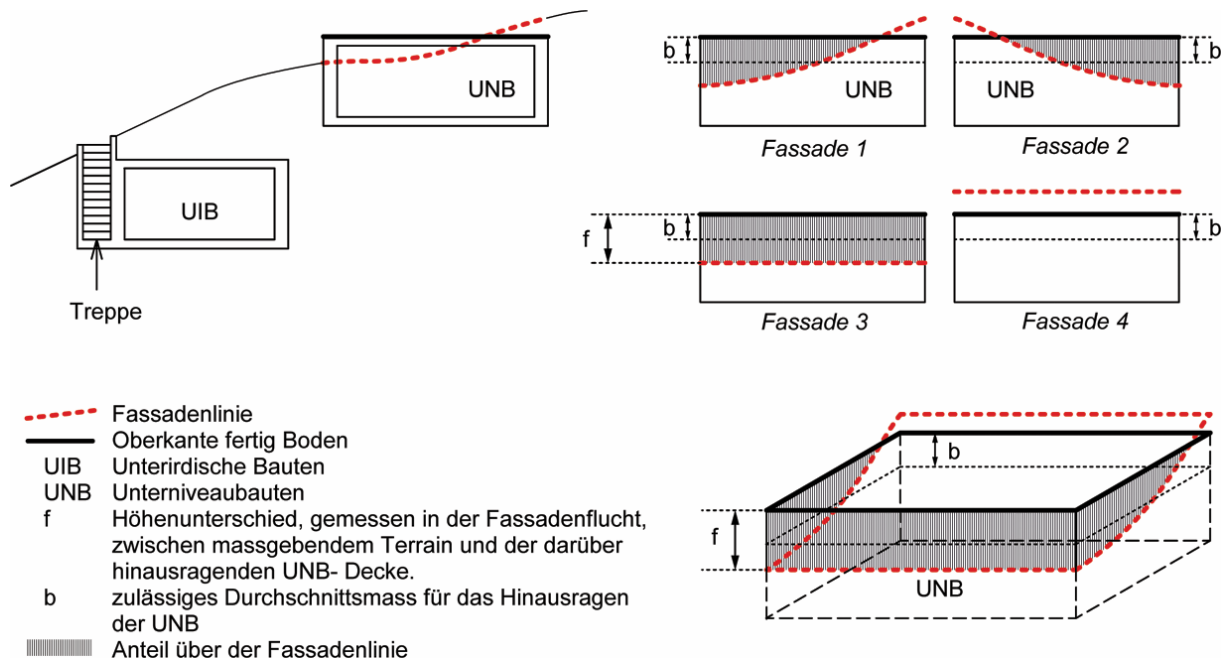 UNB
UIB
Treppe
b
UNB
Fassade 1
UNB
b
Fassade 2
f
b
Fassade 3
b
Fassade 4
Fassadenlinie
Oberkante fertig Boden
UIB Unterirdische Bauten
UNB Unterniveaubauten
f Höhenunterschied, gemessen in der Fassadenflucht,
zwischen massgebendem Terrain und der darüber
hinausragenden UNB- Decke.
b zulässiges Durchschnittsmass für das Hinausragen
der UNB
Anteil über der Fassadenlinie
b
f
UNB